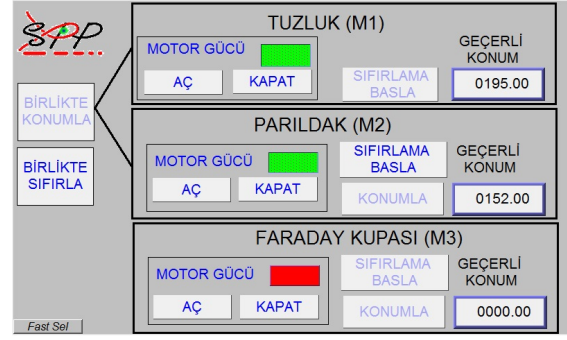 SPP
TUZLUK (M1)
MOTOR GÜCÜ
AÇ
KAPAT
SIFIRLAMA
BASLA
GEÇERLİ
KONUM
0195.00
BİRLİKTE
KONUMLA
BİRLİKTE
SIFIRLA
PARILDAK (M2)
MOTOR GÜCÜ
AÇ
KAPAT
SIFIRLAMA
BASLA
KONUMLA
GEÇERLİ
KONUM
0152.00
FARADAY KUPASI (M3)
MOTOR GÜCÜ
AÇ
KAPAT
SIFIRLAMA
BASLA
KONUMLA
GEÇERLİ
KONUM
0000.00
Fast Sel